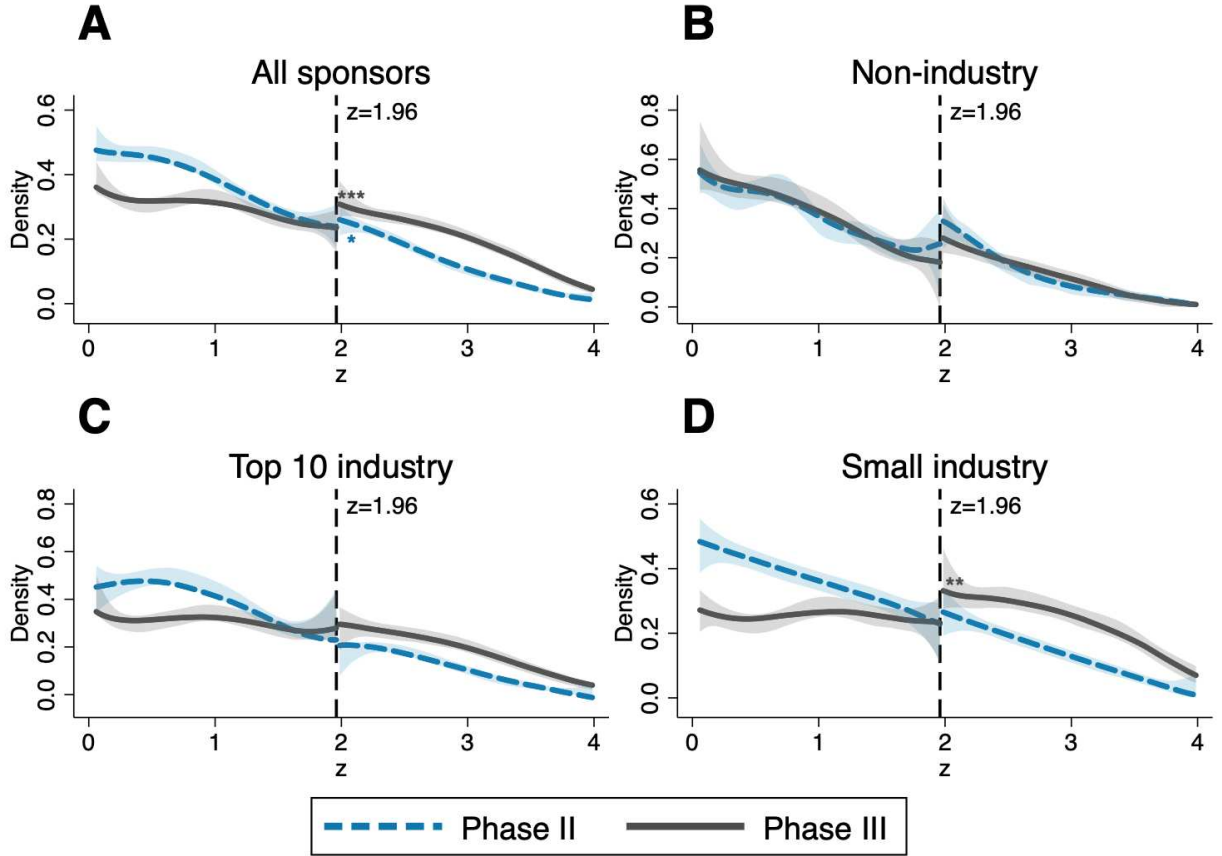 A
All sponsors
z=1.96
0.6
0.4
0.2
0.0
Density
***
*
0
1
2
3
4
z
B
Non-industry
z=1.96
0.8
0.6
0.4
0.2
0.0
Density
0
1
2
3
4
z
C
Top 10 industry
z=1.96
0.8
0.6
0.4
0.2
0.0
Density
0
1
2
3
4
z
D
Small industry
z=1.96
0.6
0.4
0.2
0.0
Density
**
0
1
2
3
4
z
Phase II
Phase III